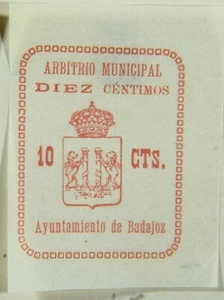 ARBITRIO MUNICIPAL
DIEZ CÉNTIMOS
10 CTS.
Ayuntamiento de Badajoz